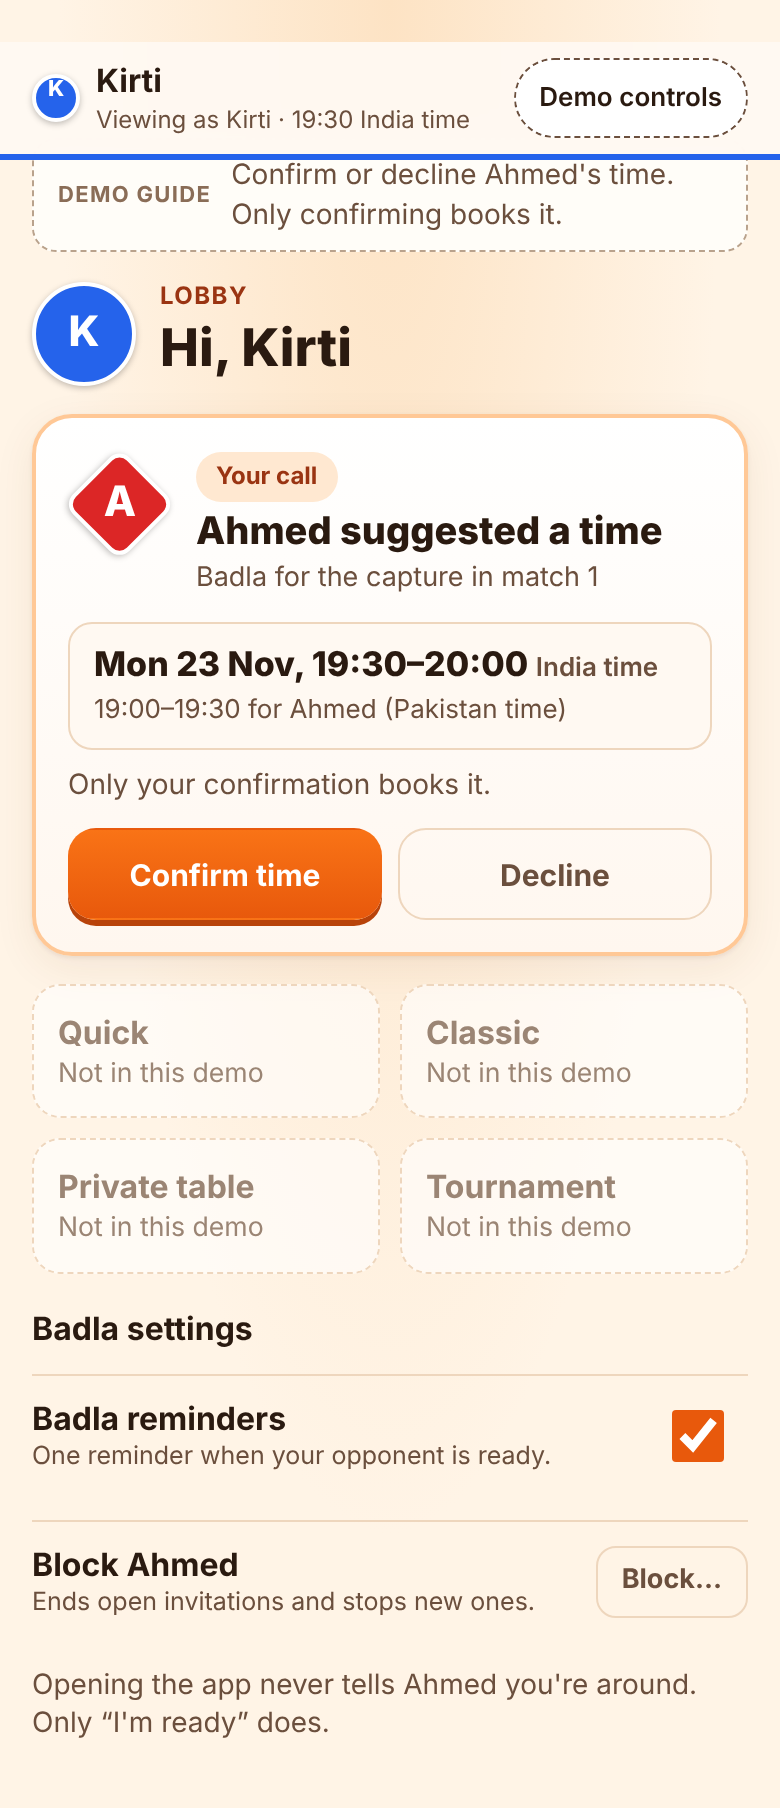 K
Kirti
Viewing as Kirti · 19:30 India time
Demo controls
DEMO GUIDE
Confirm or decline Ahmed's time.
Only confirming books it.
K
LOBBY
Hi, Kirti
A
Your call
Ahmed suggested a time
Badla for the capture in match 1
Mon 23 Nov, 19:30–20:00 India time
19:00–19:30 for Ahmed (Pakistan time)
Only your confirmation books it.
Confirm time
Decline
Quick
Not in this demo
Classic
Not in this demo
Private table
Not in this demo
Tournament
Not in this demo
Badla settings
Badla reminders
One reminder when your opponent is ready.
Block Ahmed
Ends open invitations and stops new ones.
Block...
Opening the app never tells Ahmed you're around.
Only “I'm ready” does.